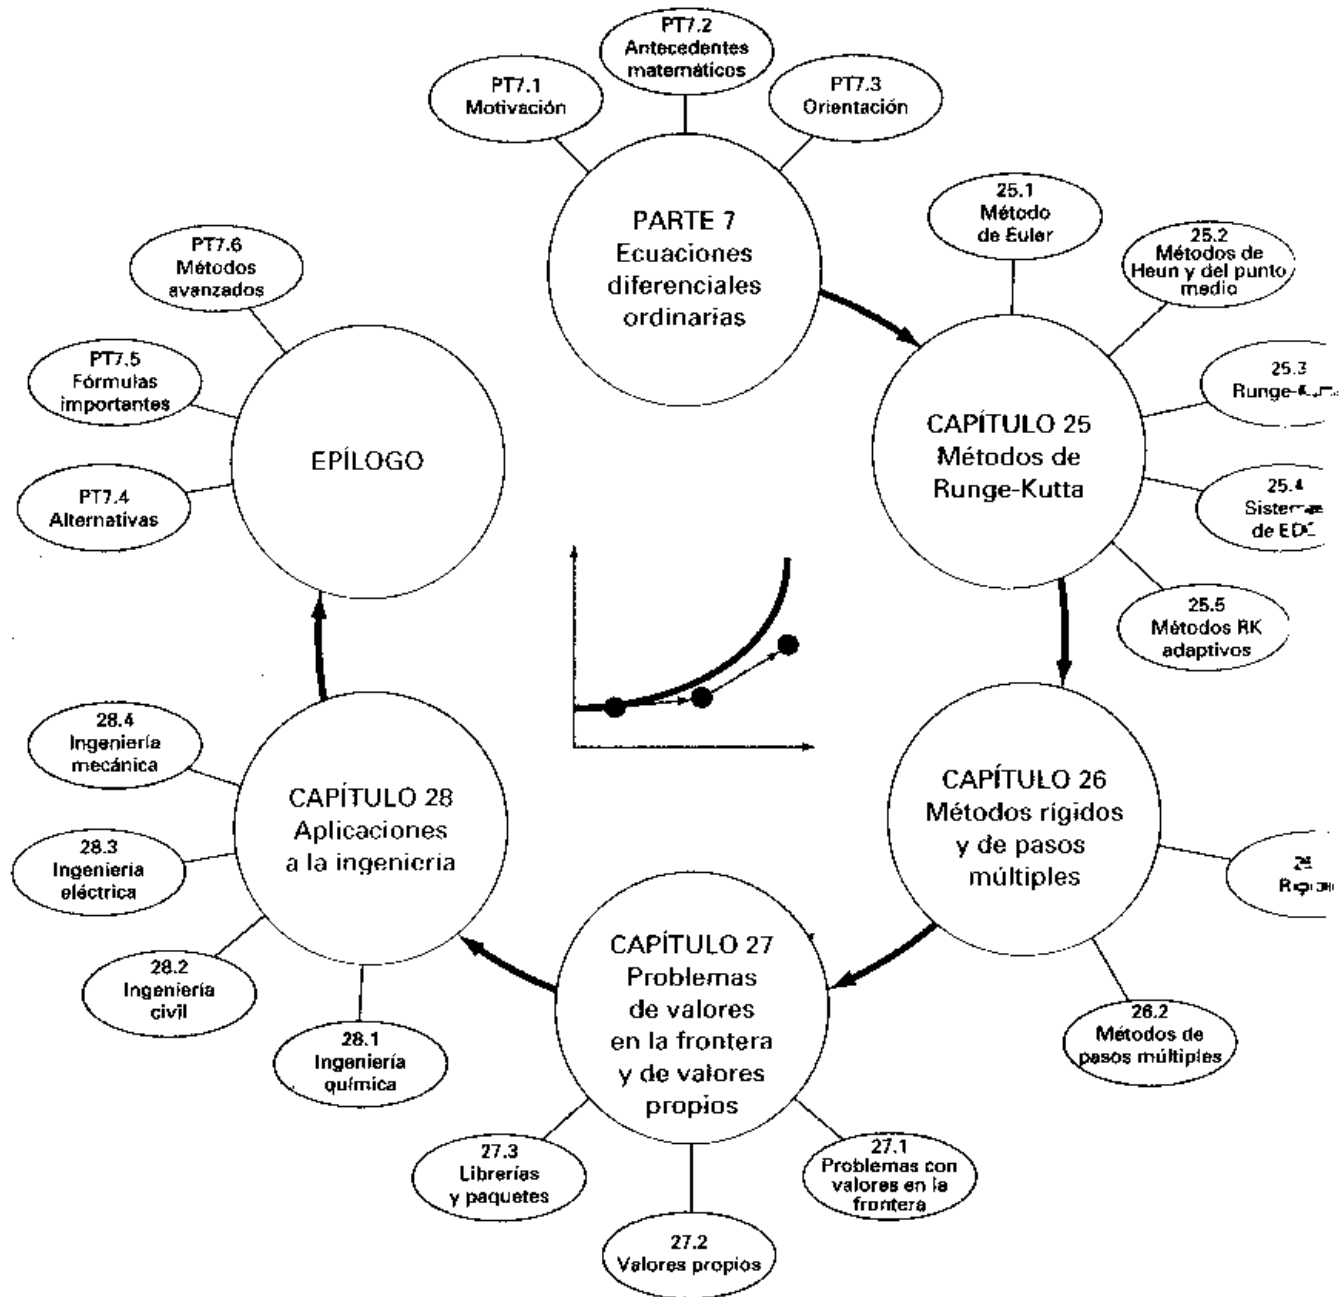 PT7.2
Antecedentes
matemáticos
PT7.1
Motivación
PT7.3
Orientación
PARTE 7
Ecuaciones
diferenciales
ordinarias
25.1
Método
de Euler
25.2
Métodos de
Heun y del punto
medio
25.3
25.4
de
CAPÍTULO 25
Métodos de
Runge-Kutta
25.5
Métodos RK
adaptivos
PT7.6
Métodos
avanzados
PT7.5
Fórmulas
importantes
PT7.4
Alternativas
EPÍLOGO
CAPÍTULO 26
Métodos rígidos
y de pasos
múltiples
26.2
Métodos de
pasos múltiples
CAPÍTULO 27
Problemas
de valores
en la frontera
y de valores
propios
27.1
Problemas con
valores en la
frontera
27.2
Valores propios
27.3
Librerías
y paquetes
CAPÍTULO 28
Aplicaciones
a la ingeniería
28.1
Ingeniería
química
28.2
Ingeniería
civil
28.3
Ingeniería
eléctrica
28.4
Ingeniería
mecánica